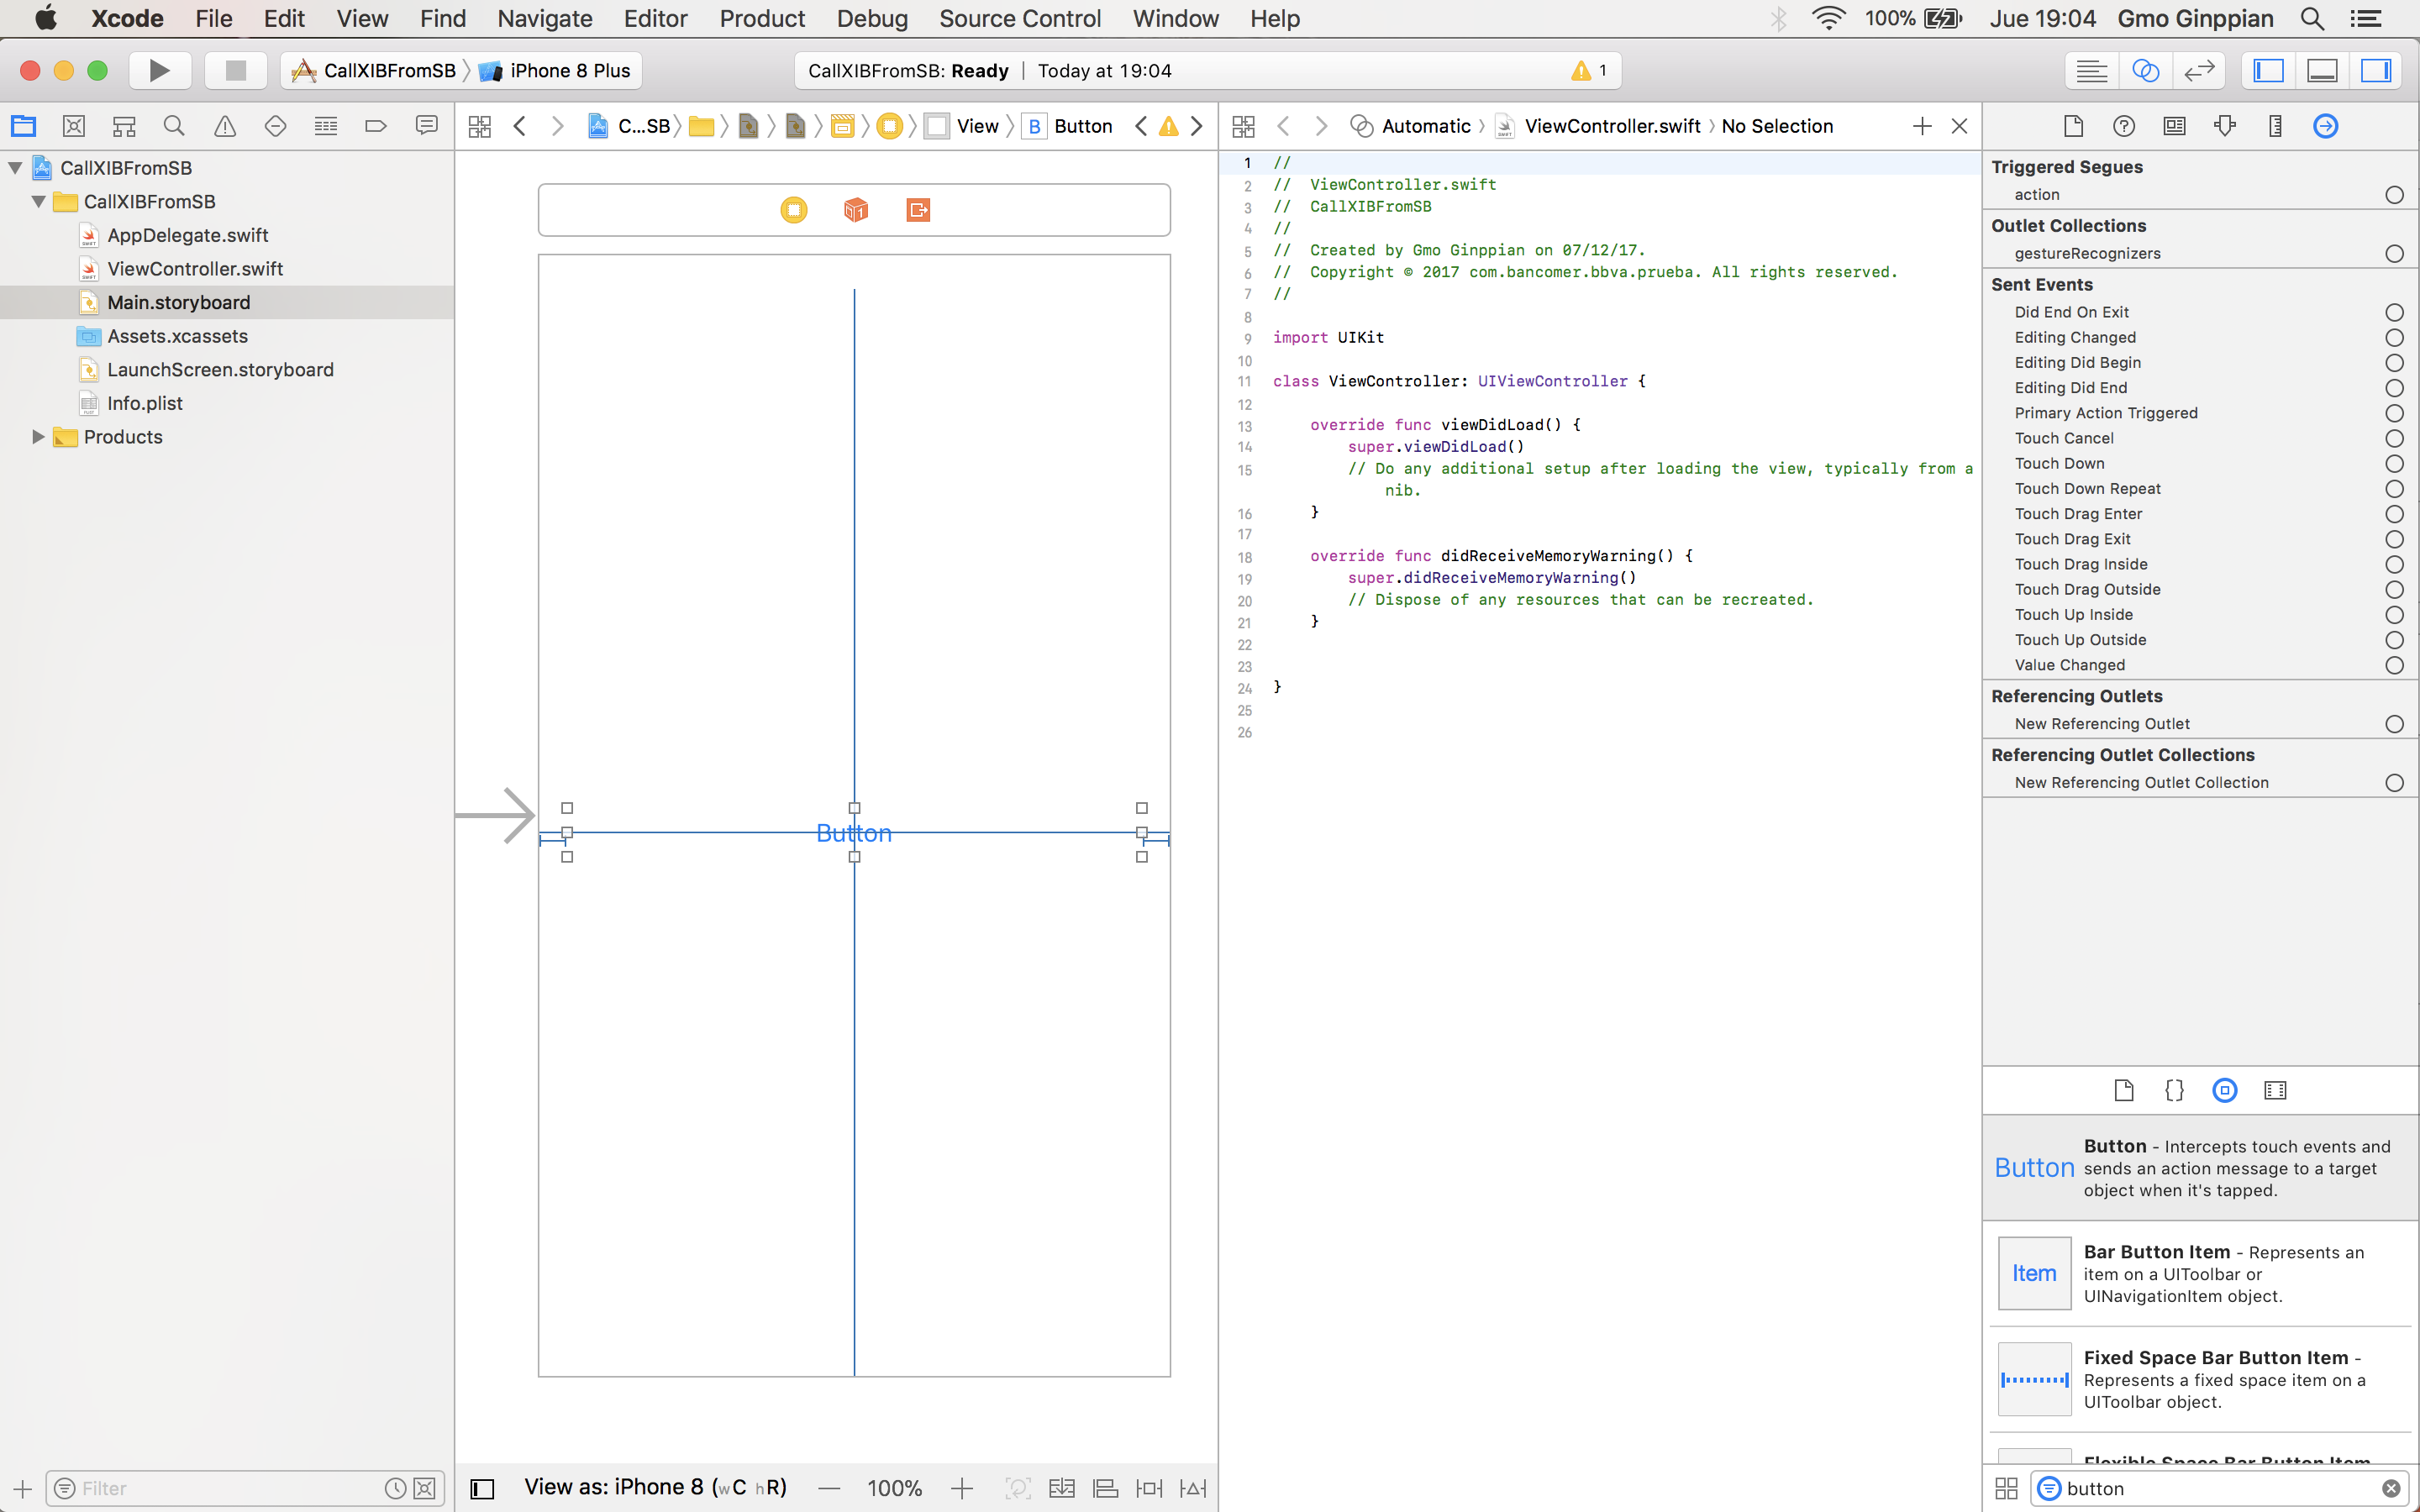 Xcode File Edit View Find Navigate Editor Product Debug Source Control Window Help 100% Jue 19:04 Gmo Ginppian
CallXIBFromSB iPhone 8 Plus CallXIBFromSB: Ready | Today at 19:04 1
C...SB View B Button
Automatic ViewController.swift No Selection
CallXIBFromSB
CallXIBFromSB
AppDelegate.swift
ViewController.swift
Main.storyboard
Assets.xcassets
LaunchScreen.storyboard
Info.plist
Products
Filter
Button
View as: iPhone 8 (wC hR) — 100% +
1 //
2 // ViewController.swift
3 // CallXIBFromSB
4 //
5 // Created by Gmo Ginppian on 07/12/17.
6 // Copyright © 2017 com.bancomer.bbva.prueba. All rights reserved.
7 //
8
9 import UIKit
10
11 class ViewController: UIViewController {
12
13 override func viewDidLoad() {
14 super.viewDidLoad()
15 // Do any additional setup after loading the view, typically from a
nib.
16 }
17
18 override func didReceiveMemoryWarning() {
19 super.didReceiveMemoryWarning()
20 // Dispose of any resources that can be recreated.
21 }
22
23
24 }
25
26
Triggered Segues
action
Outlet Collections
gestureRecognizers
Sent Events
Did End On Exit
Editing Changed
Editing Did Begin
Editing Did End
Primary Action Triggered
Touch Cancel
Touch Down
Touch Down Repeat
Touch Drag Enter
Touch Drag Exit
Touch Drag Inside
Touch Drag Outside
Touch Up Inside
Touch Up Outside
Value Changed
Referencing Outlets
New Referencing Outlet
Referencing Outlet Collections
New Referencing Outlet Collection
Button
Button - Intercepts touch events and
sends an action message to a target
object when it's tapped.
Item
Bar Button Item - Represents an
item on a UIToolbar or
UINavigationItem object.
Fixed Space Bar Button Item -
Represents a fixed space item on a
UIToolbar object.
Flexible Space Bar Button Item
button